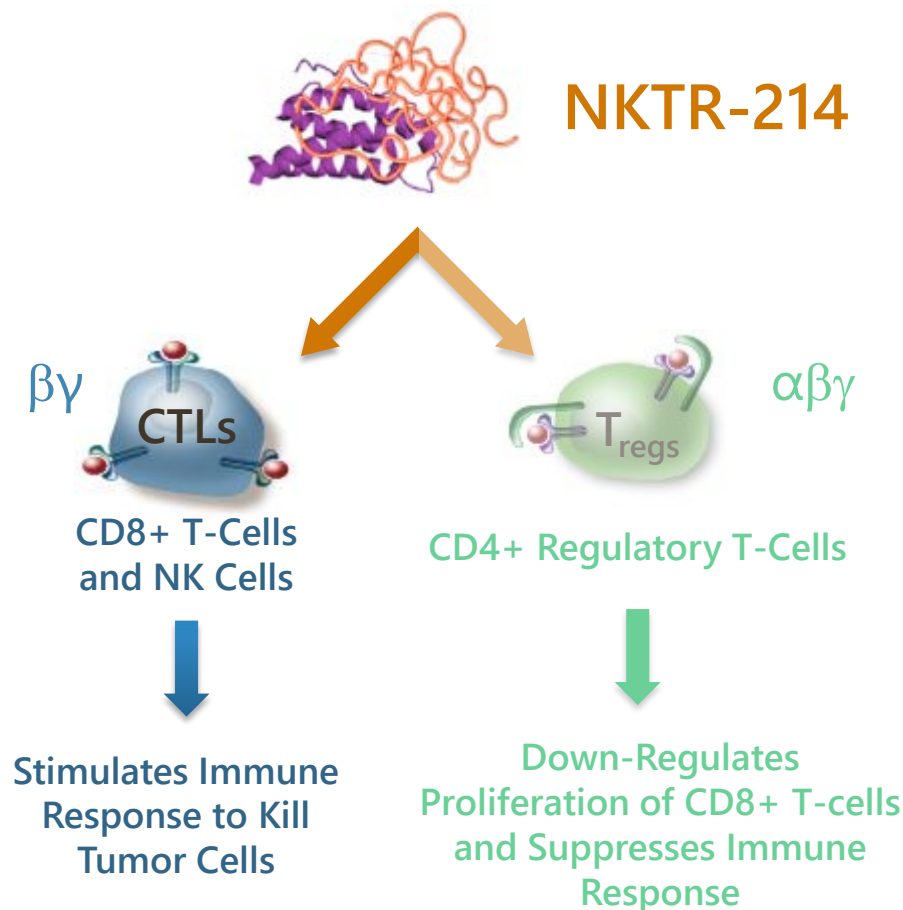 NKTR-214
βγ
CTLs
CD8+ T-Cells
and NK Cells
Stimulates Immune
Response to Kill
Tumor Cells
αβγ
Tregs
CD4+ Regulatory T-Cells
Down-Regulates
Proliferation of CD8+ T-cells
and Suppresses Immune
Response